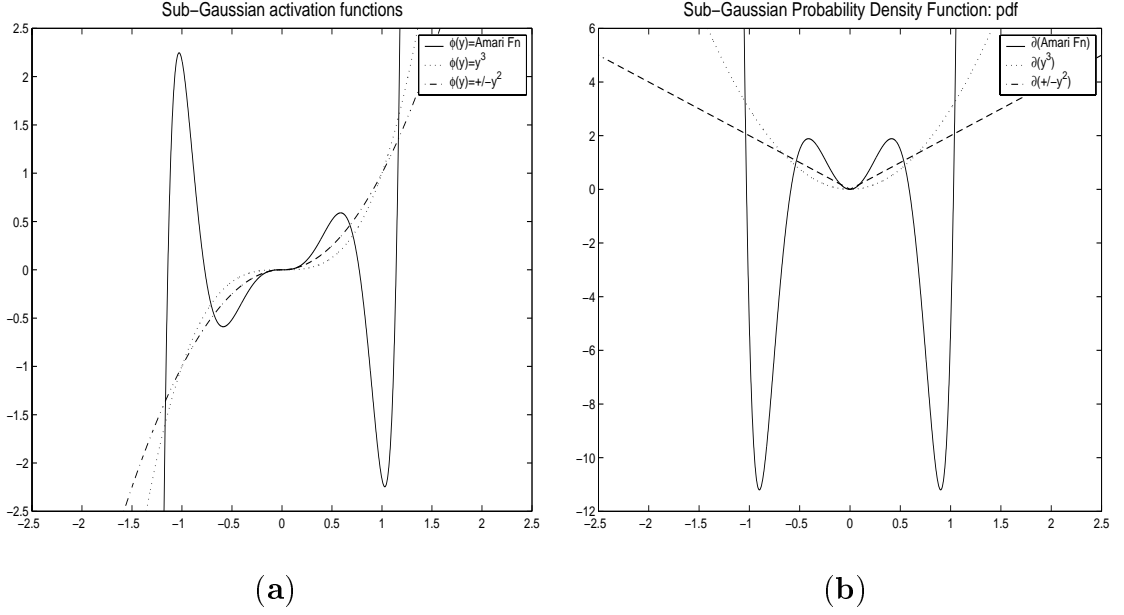 Sub−Gaussian activation functions
2.5
2
1.5
1
0.5
0
−0.5
−1
−1.5
−2
−2.5
−2.5 −2 −1.5 −1 −0.5 0 0.5 1 1.5 2 2.5
ϕ(y)=Amari Fn
ϕ(y)=y³
ϕ(y)=+/−y²
(a)
Sub−Gaussian Probability Density Function: pdf
6
4
2
0
−2
−4
−6
−8
−10
−12
−2.5 −2 −1.5 −1 −0.5 0 0.5 1 1.5 2 2.5
∂(Amari Fn)
∂(y³)
∂(+/−y²)
(b)